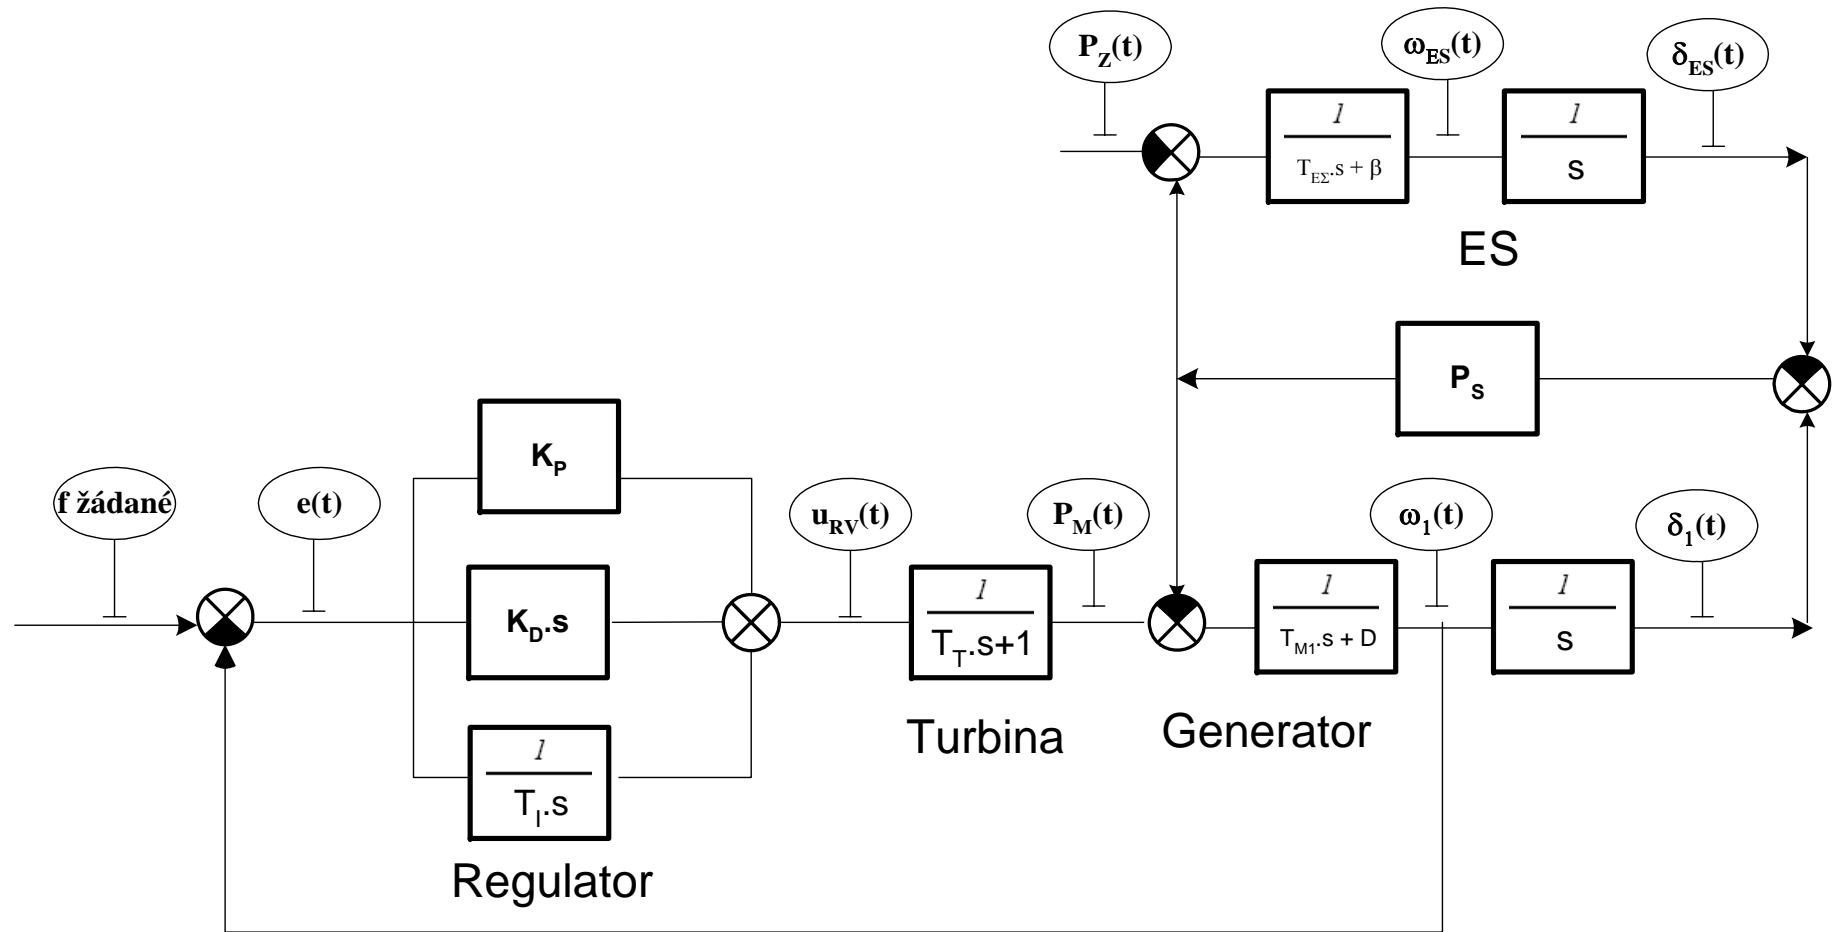 P_Z(t)
ω_ES(t)
δ_ES(t)
1
T_EΣ.s + β
1
s
ES
P_S
K_P
f žádané
e(t)
u_RV(t)
P_M(t)
ω_1(t)
δ_1(t)
K_D.s
1
T_T.s+1
1
T_M1.s + D
1
s
Turbina
Generator
1
T_I.s
Regulator